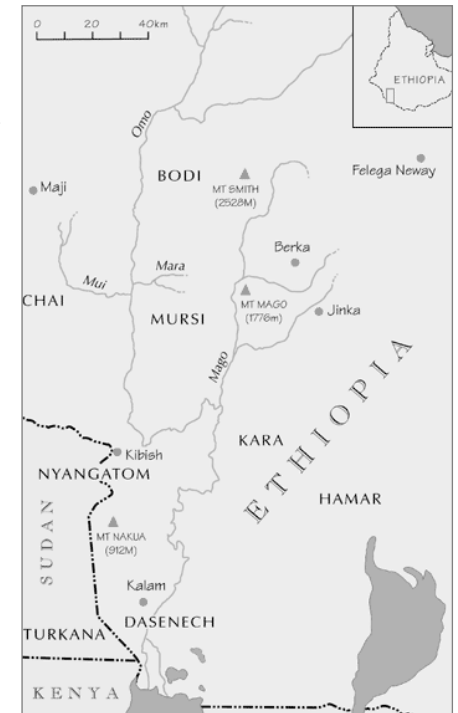 0 20 40km
ETHIOPIA
Omo
BODI
MT SMITH
(2528M)
Felega Neway
Maji
Berka
Mara
Mui
CHAI
MT MAGO
(1776m)
MURSI
Jinka
Mago
ETHIOPIA
KARA
Kibish
NYANGATOM
HAMAR
SUDAN
MT NAKUA
(912M)
Kalam
DASENECH
TURKANA
KENYA